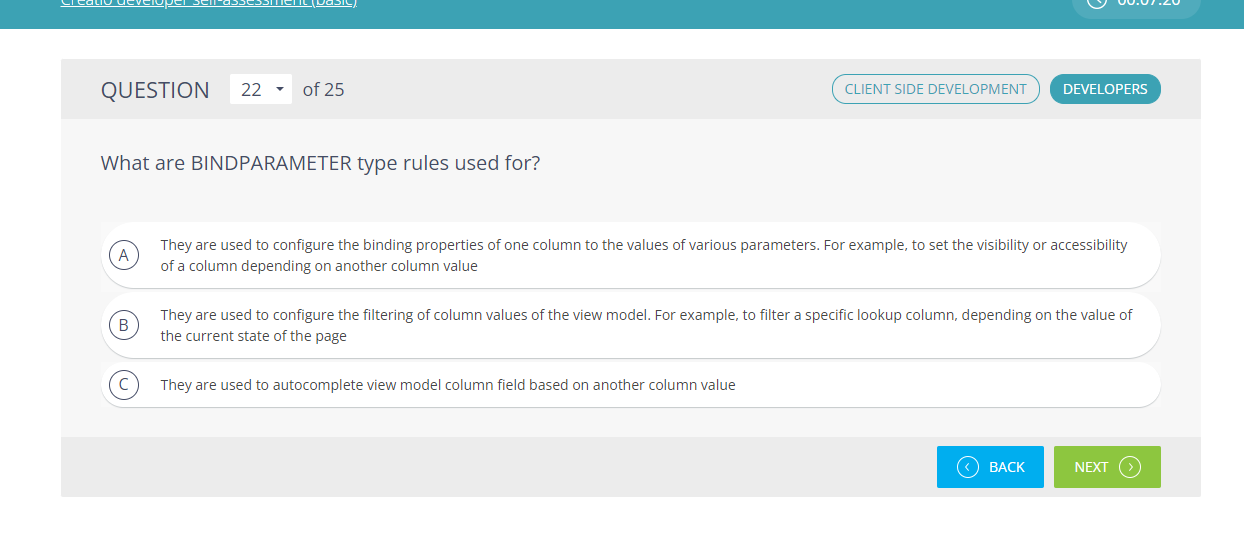 Creatio developer self-assessment (basic)
00:07:20
QUESTION 22 of 25
CLIENT SIDE DEVELOPMENT
DEVELOPERS
What are BINDPARAMETER type rules used for?
A
They are used to configure the binding properties of one column to the values of various parameters. For example, to set the visibility or accessibility
of a column depending on another column value
B
They are used to configure the filtering of column values of the view model. For example, to filter a specific lookup column, depending on the value of
the current state of the page
C
They are used to autocomplete view model column field based on another column value
BACK
NEXT